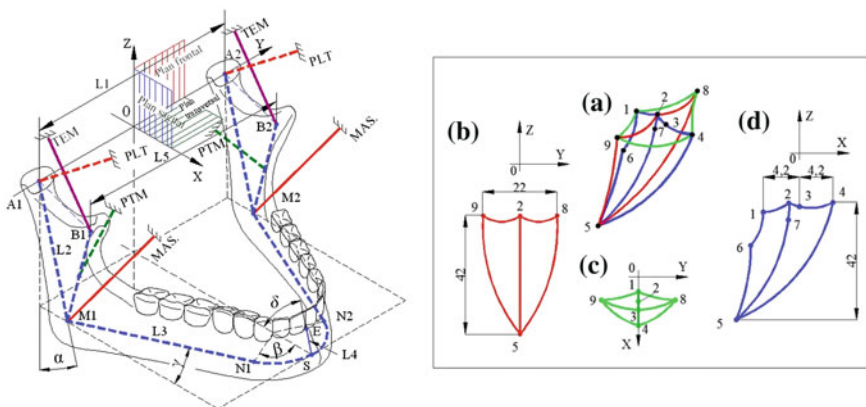 TEM
Z
A2
Y
PLT
Plan frontal
L1
Plan sagital
0
TEM
PLT
PTM
B2
MAS.
L5
X
A1
PTM
M2
L2
B1
MAS.
δ
M1
L3
N2
E
β
L4
α
γ
N1
S
(a)
8
1
2
3
4
9
7
6
5
(b)
Z
0
Y
22
9
2
8
42
5
(c)
0
Y
1
2
9
8
3
4
X
(d)
Z
X
0
4,2
4,2
4
2
3
1
7
6
42
5